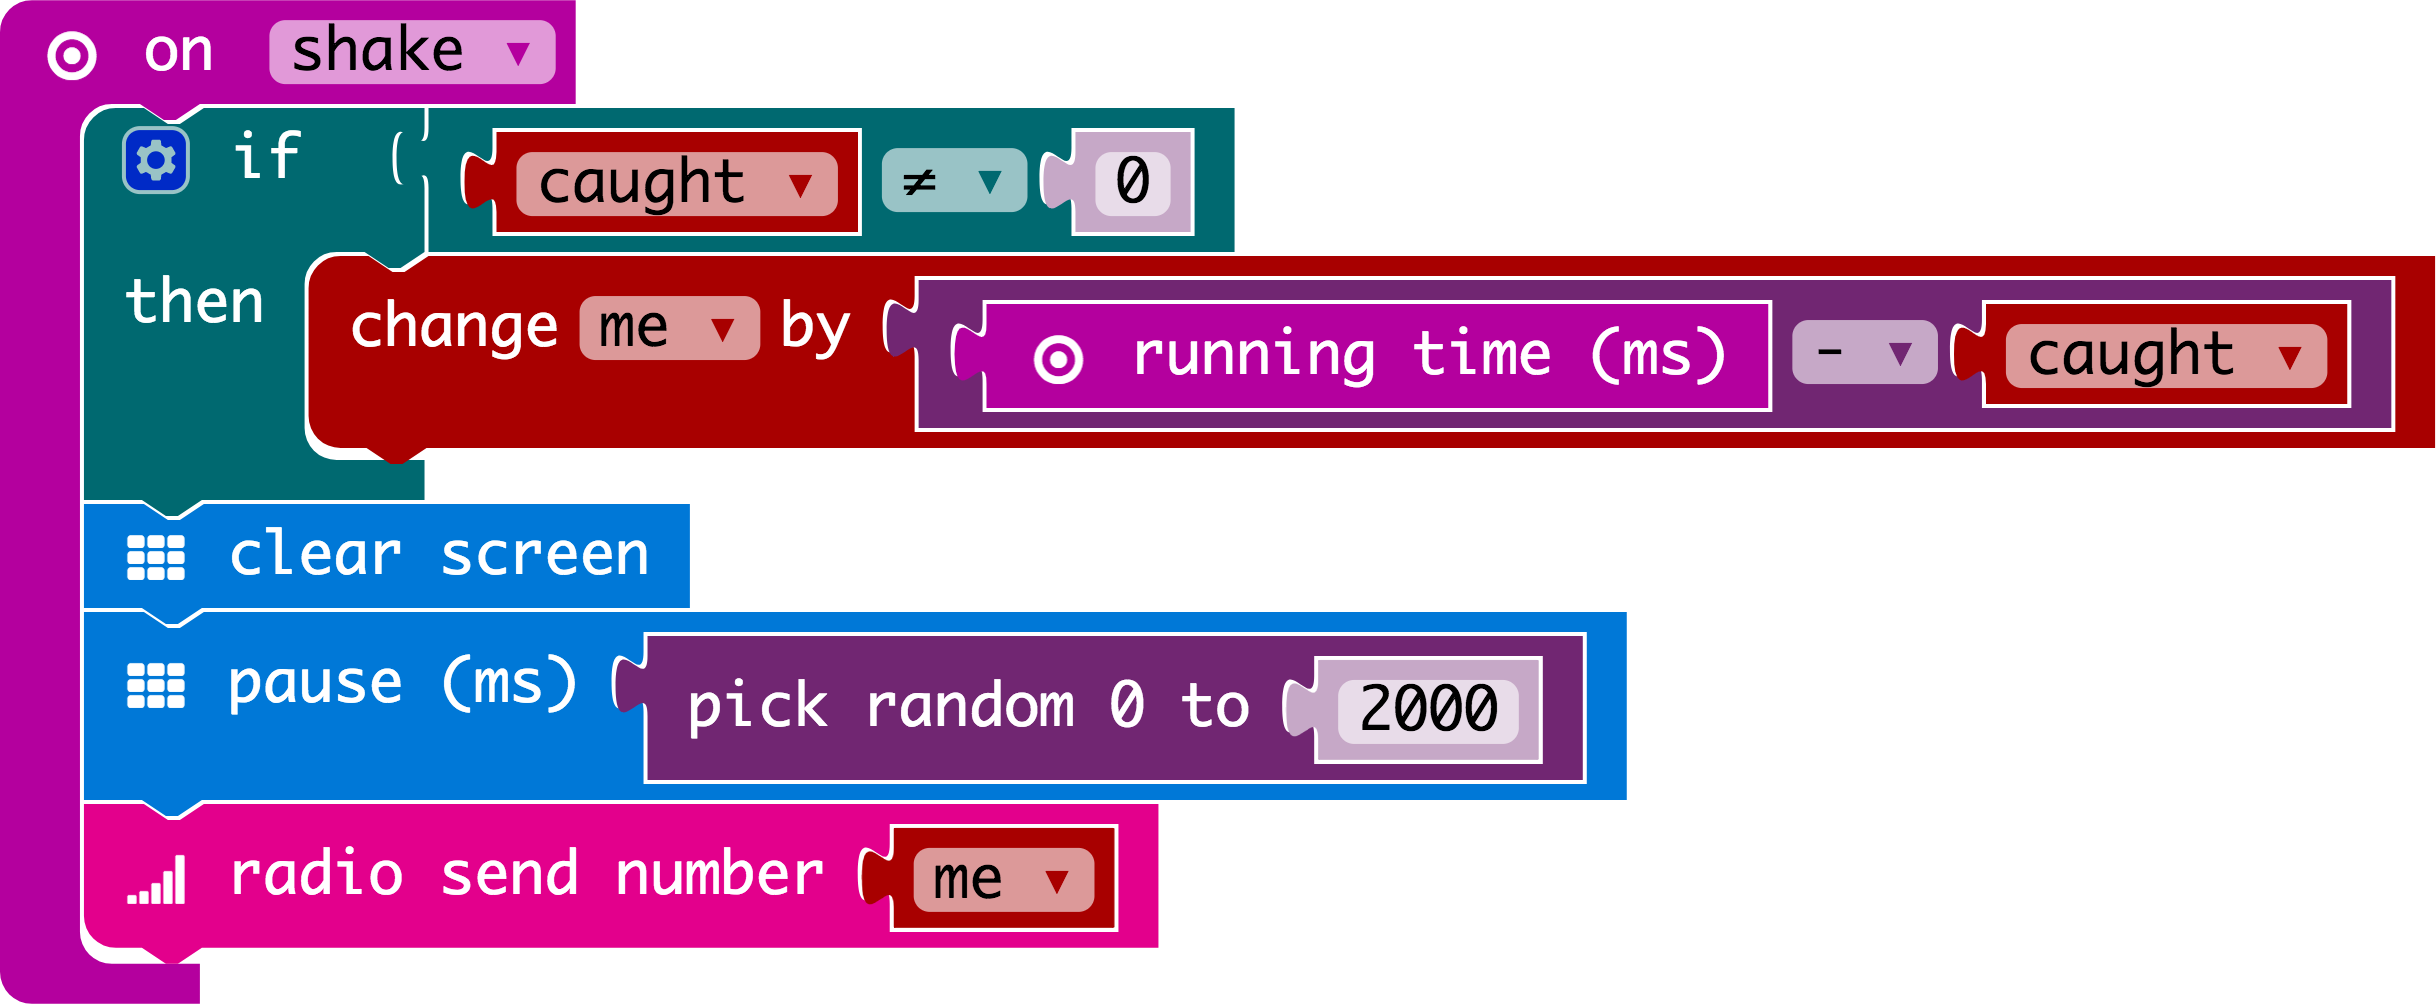 on shake ▼
if caught ▼ ≠ ▼ 0
then change me ▼ by running time (ms) - ▼ caught ▼
clear screen
pause (ms) pick random 0 to 2000
radio send number me ▼